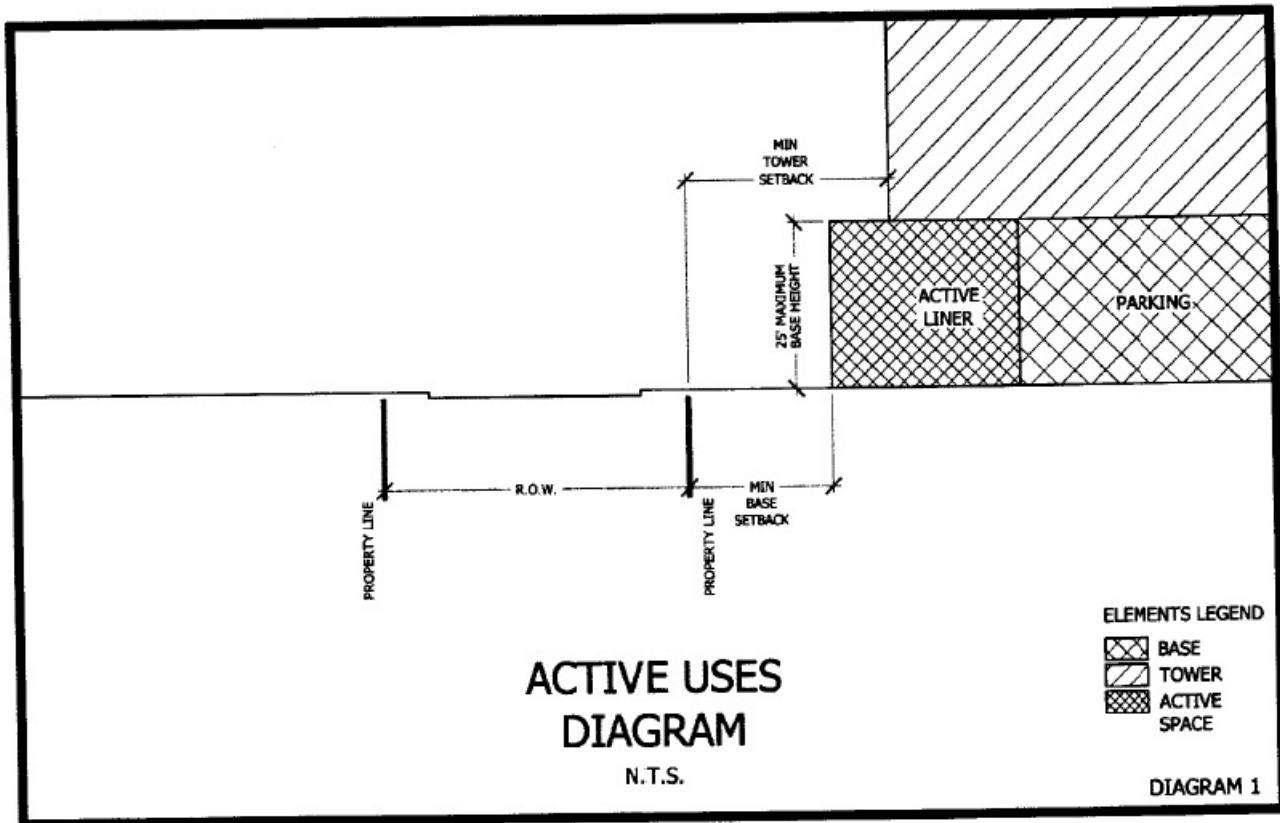 MIN
TOWER
SETBACK
25' MAXIMUM
BASE HEIGHT
ACTIVE
LINER
PARKING
R.O.W.
MIN
BASE
SETBACK
PROPERTY LINE
PROPERTY LINE
ELEMENTS LEGEND
BASE
TOWER
ACTIVE
SPACE
ACTIVE USES
DIAGRAM
N.T.S.
DIAGRAM 1